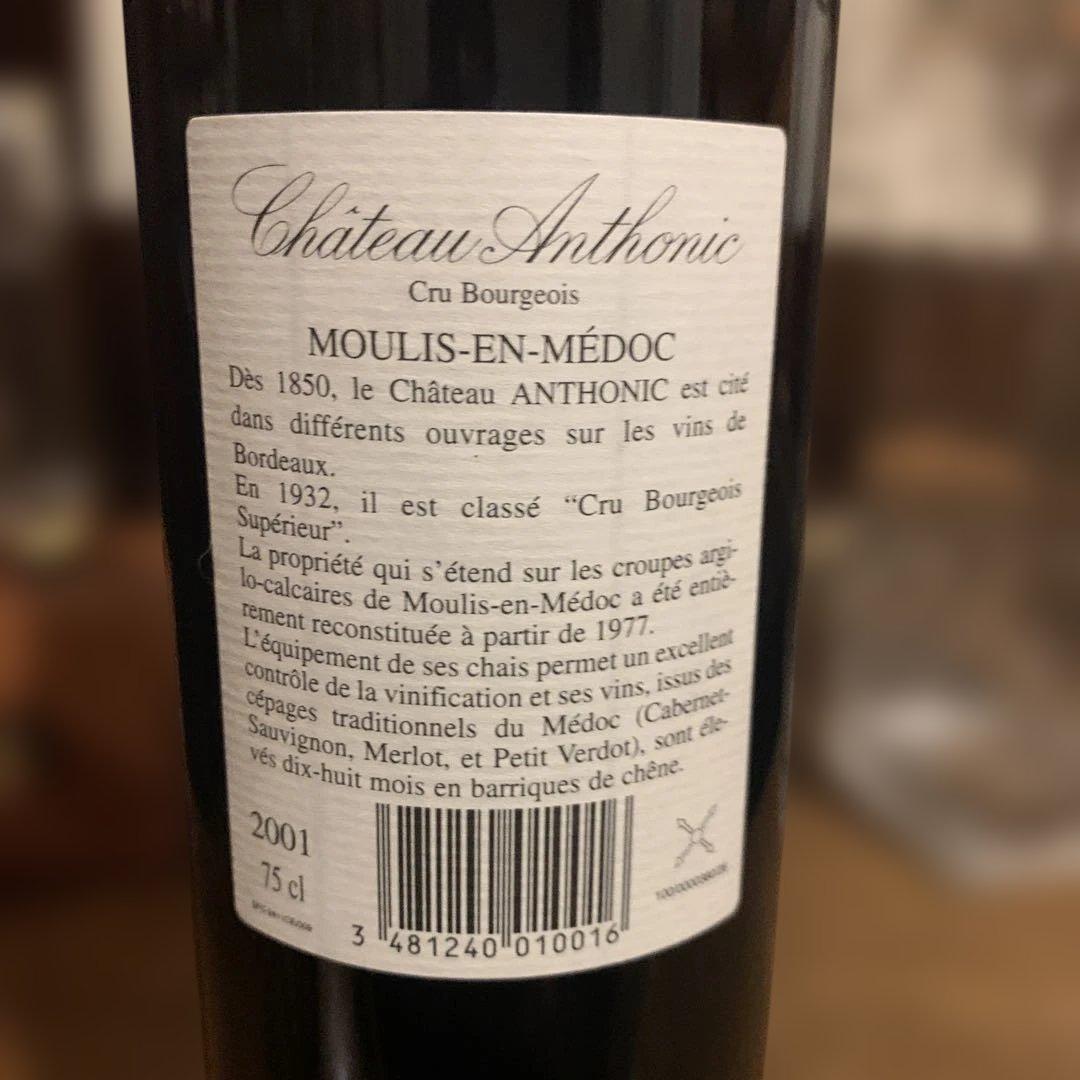 Château Anthonic
Cru Bourgeois
MOULIS-EN-MÉDOC
Dès 1850, le Château ANTHONIC est cité
dans différents ouvrages sur les vins de
Bordeaux.
En 1932, il est classé “Cru Bourgeois
Supérieur”.
La propriété qui s’étend sur les croupes argi-
lo-calcaires de Moulis-en-Médoc a été entiè-
rement reconstituée à partir de 1977.
L’équipement de ses chais permet un excellent
contrôle de la vinification et ses vins, issus des
cépages traditionnels du Médoc (Cabernet-
Sauvignon, Merlot, et Petit Verdot), sont éle-
vés dix-huit mois en barriques de chêne.
2001
75 cl
3 481240 010016